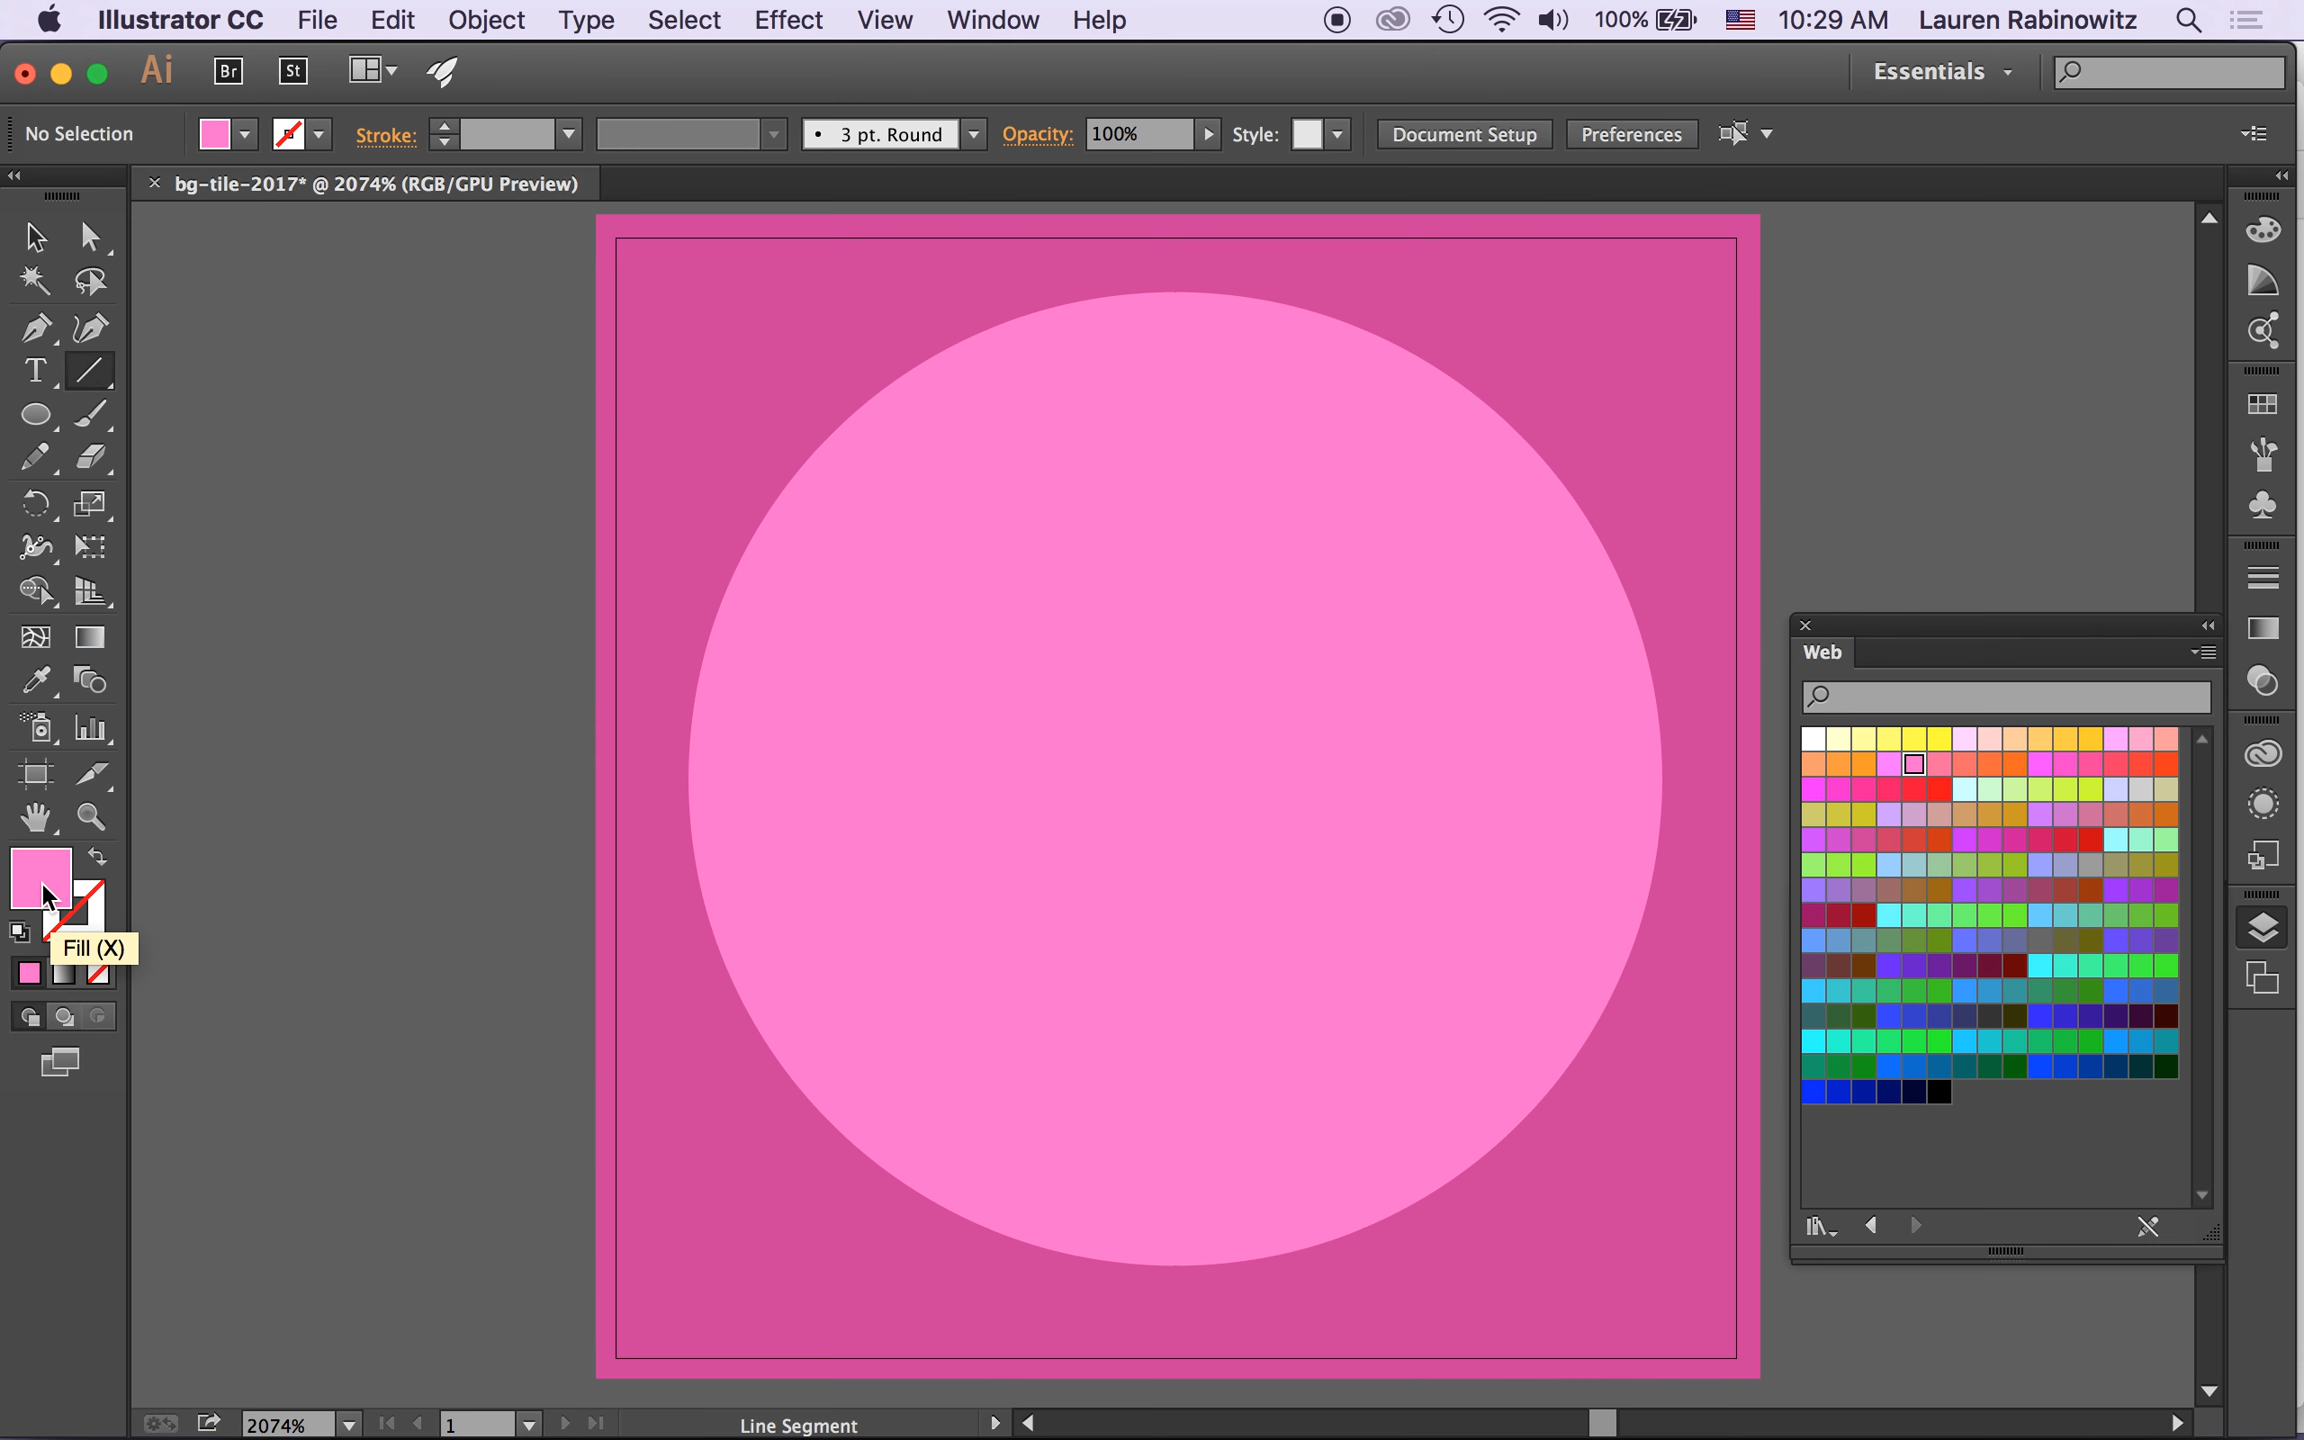 Illustrator CC File Edit Object Type Select Effect View Window Help 100% 10:29 AM Lauren Rabinowitz
Ai Br St Essentials
No Selection Stroke: 3 pt. Round Opacity: 100% Style: Document Setup Preferences
× bg-tile-2017* @ 2074% (RGB/GPU Preview)
T
Web
Fill (X)
2074% 1 Line Segment